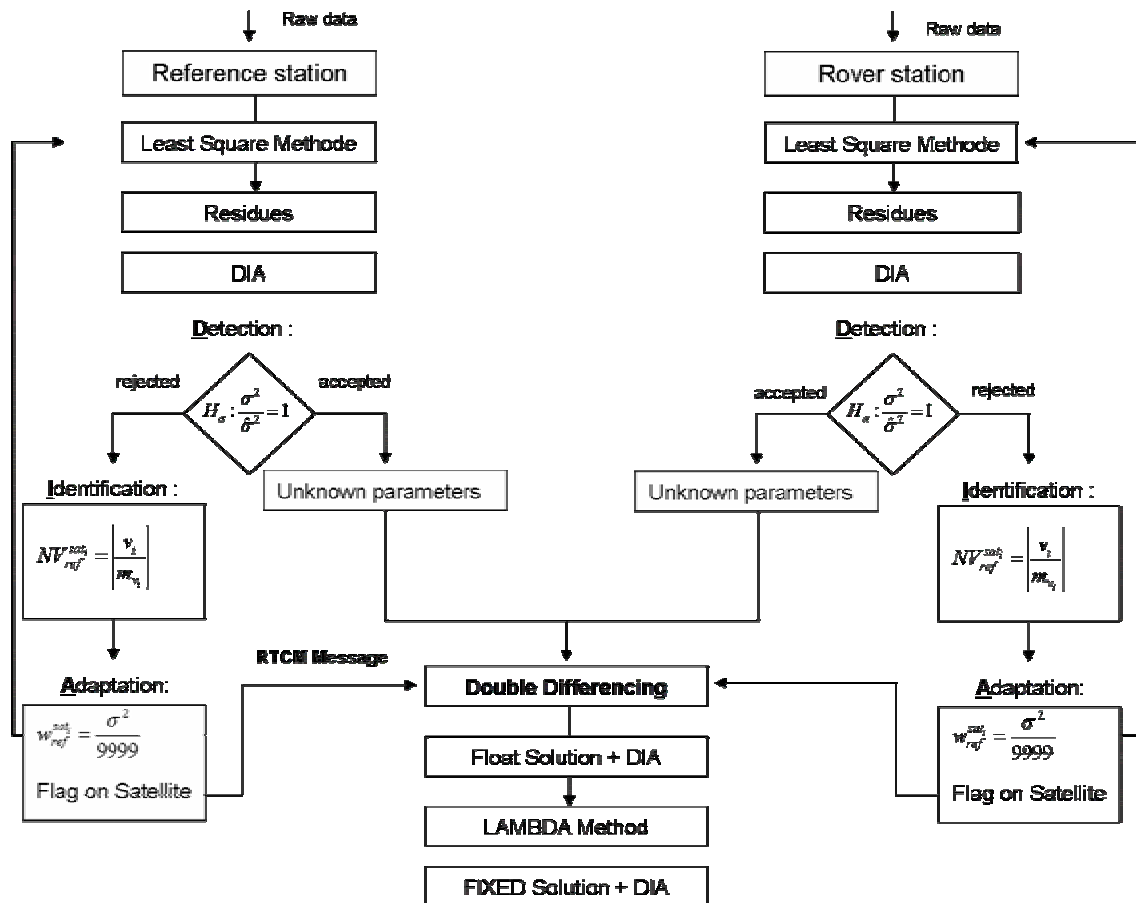 Raw data
Raw data
Reference station
Rover station
Least Square Methode
Least Square Methode
Residues
Residues
DIA
DIA
Detection :
Detection :
rejected
accepted
accepted
rejected
H_a : σ²/σ̂² = 1
H_a : σ²/σ̂² = 1
Unknown parameters
Unknown parameters
Identification :
Identification :
NV_ref^sat_i = |v_i / m_v_i|
NV_ref^sat_i = |v_i / m_v_i|
RTCM Message
Double Differencing
Adaptation:
Adaptation:
w_ref^sat_i = σ² / 9999
w_ref^sat_i = σ² / 9999
Flag on Satellite
Flag on Satellite
Float Solution + DIA
LAMBDA Method
FIXED Solution + DIA